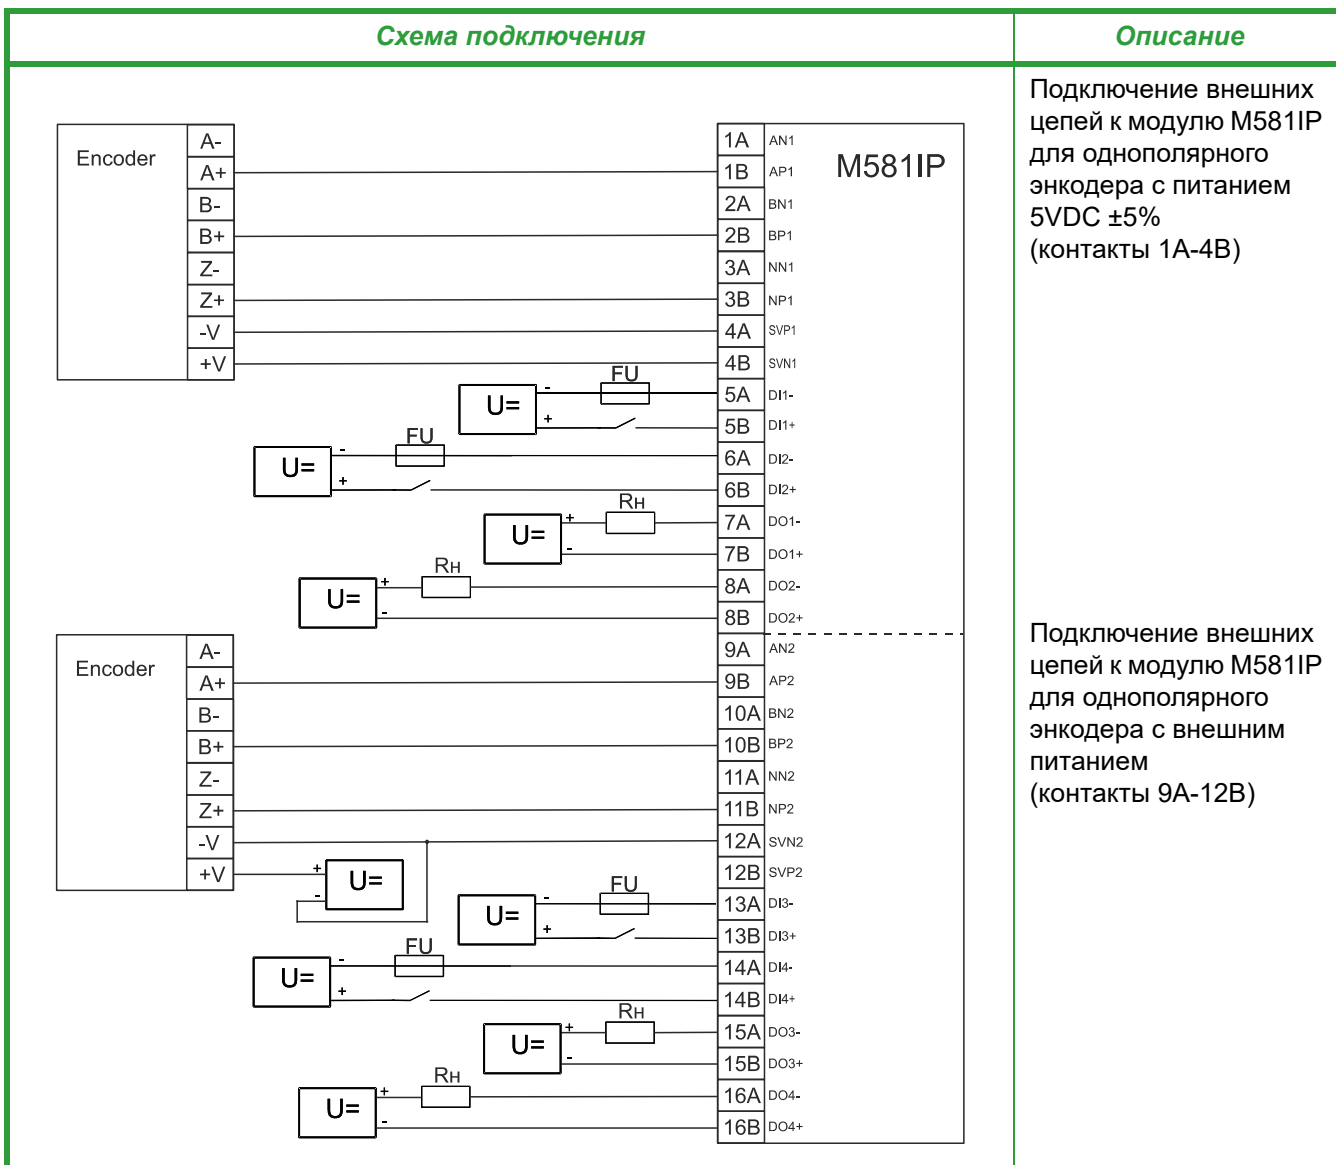 Схема подключения
Описание
Подключение внешних
цепей к модулю M581IP
для однополярного
энкодера с питанием
5VDC ±5%
(контакты 1A-4B)
Encoder
A-
A+
B-
B+
Z-
Z+
-V
+V
M581IP
1A AN1
1B AP1
2A BN1
2B BP1
3A NN1
3B NP1
4A SVP1
4B SVN1
U= - FU +
5A DI1-
5B DI1+
U= - FU +
6A DI2-
6B DI2+
U= + RН -
7A DO1-
7B DO1+
U= + RН -
8A DO2-
8B DO2+
Подключение внешних
цепей к модулю M581IP
для однополярного
энкодера с внешним
питанием
(контакты 9A-12B)
Encoder
A-
A+
B-
B+
Z-
Z+
-V
+V
9A AN2
9B AP2
10A BN2
10B BP2
11A NN2
11B NP2
12A SVN2
12B SVP2
+ U= -
U= - FU +
13A DI3-
13B DI3+
U= - FU +
14A DI4-
14B DI4+
U= + RН -
15A DO3-
15B DO3+
U= + RН -
16A DO4-
16B DO4+